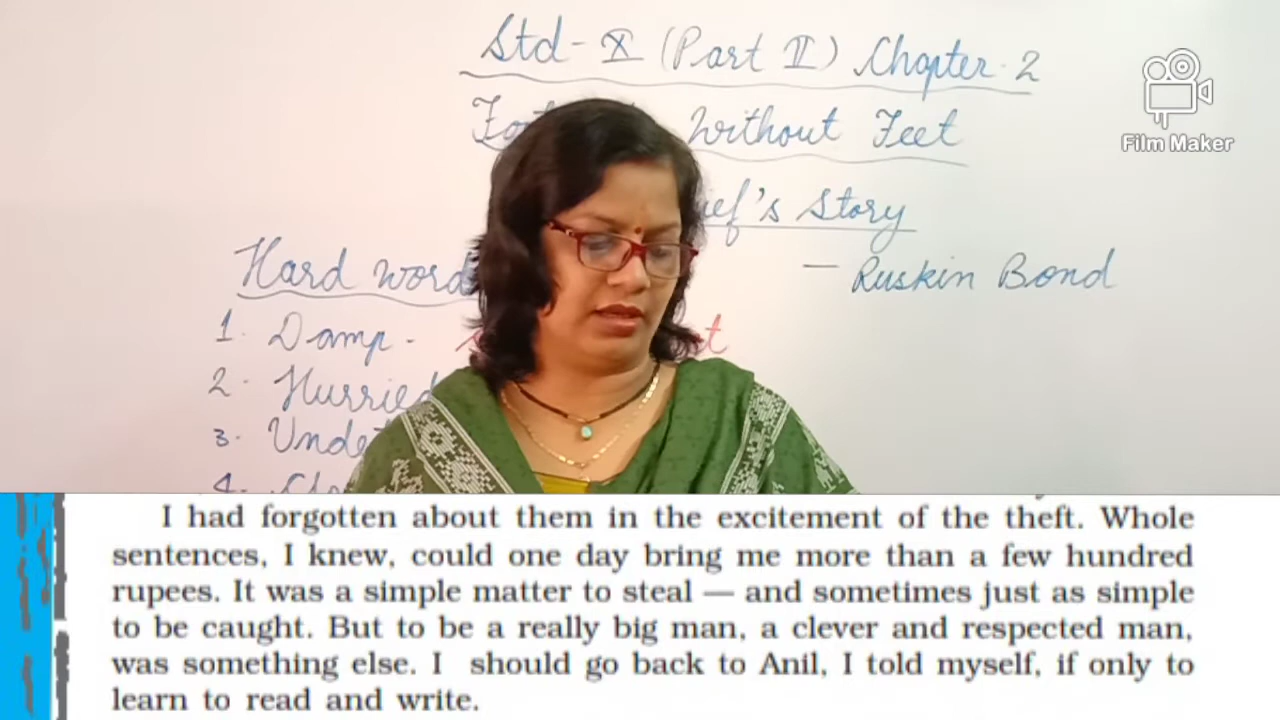 Std - X (Part II) Chapter - 2
Without Feet
Story
Hard
- Ruskin Bond
1. Damp -
2. Hurried
3.
4.
Film Maker
I had forgotten about them in the excitement of the theft. Whole
sentences, I knew, could one day bring me more than a few hundred
rupees. It was a simple matter to steal — and sometimes just as simple
to be caught. But to be a really big man, a clever and respected man,
was something else. I should go back to Anil, I told myself, if only to
learn to read and write.